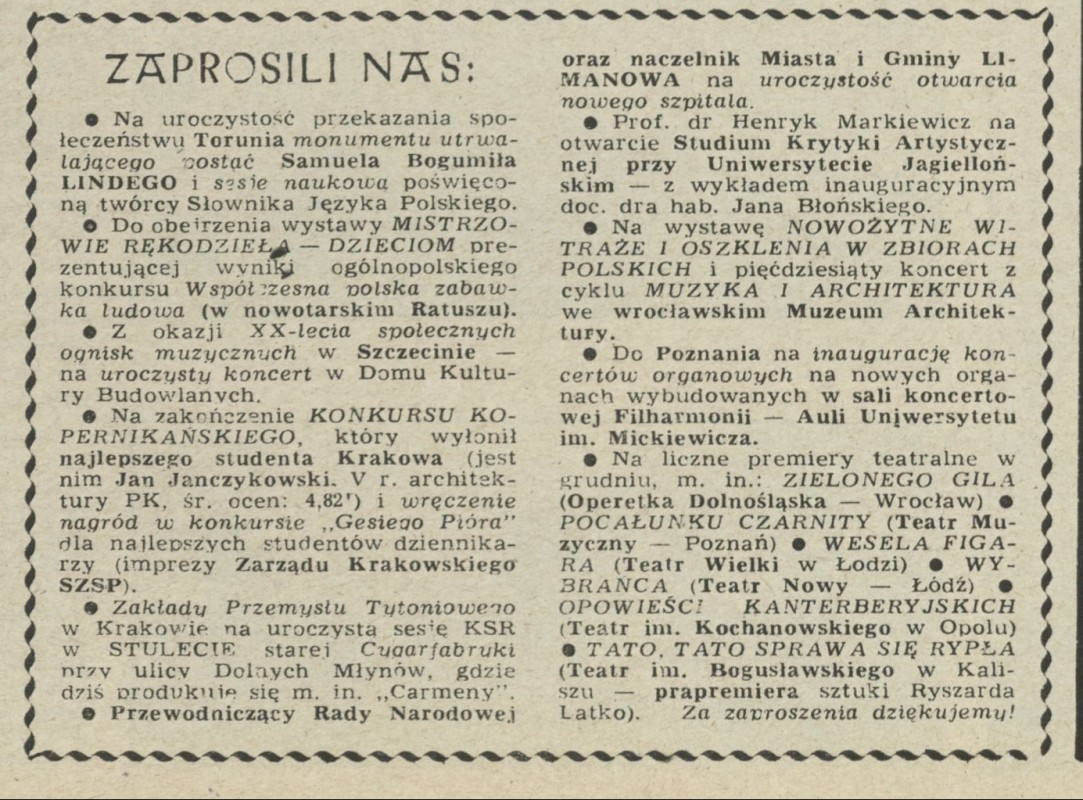 ZAPROSILI NAS:
● Na uroczystość przekazania spo-
łeczeństwu Torunia monumentu utrwa-
lającego postać Samuela Bogumiła
LINDEGO i sesję naukową poświęco-
ną twórcy Słownika Języka Polskiego.
● Do obejrzenia wystawy MISTRZO-
WIE RĘKODZIEŁA — DZIECIOM pre-
zentującej wyniki ogólnopolskiego
konkursu Współczesna polska zabaw-
ka ludowa (w nowotarskim Ratuszu).
● Z okazji XX-lecia społecznych
ognisk muzycznych w Szczecinie —
na uroczysty koncert w Domu Kultu-
ry Budowlanych.
● Na zakończenie KONKURSU KO-
PERNIKAŃSKIEGO, który wyłonił
najlepszego studenta Krakowa (jest
nim Jan Janczykowski. V r. architek-
tury PK, śr. ocen: 4,82') i wręczenie
nagród w konkursie „Gęsiego Pióra”
dla najlepszych studentów dziennika-
rzy (imprezy Zarządu Krakowskiego
SZSP).
● Zakłady Przemysłu Tytoniowego
w Krakowie na uroczystą sesję KSR
w STULECIE starej Cygarfabruki
przy ulicy Dolnych Młynów, gdzie
dziś produkuje się m. in. „Carmeny”.
● Przewodniczący Rady Narodowej
oraz naczelnik Miasta i Gminy LI-
MANOWA na uroczystość otwarcia
nowego szpitala.
● Prof. dr Henryk Markiewicz na
otwarcie Studium Krytyki Artystycz-
nej przy Uniwersytecie Jagielloń-
skim — z wykładem inauguracyjnym
doc. dra hab. Jana Błońskiego.
● Na wystawę NOWOŻYTNE WI-
TRAŻE I OSZKLENIA W ZBIORACH
POLSKICH i pięćdziesiąty koncert z
cyklu MUZYKA I ARCHITEKTURA
we wrocławskim Muzeum Architek-
tury.
● Do Poznania na inaugurację kon-
certów organowych na nowych orga-
nach wybudowanych w sali koncerto-
wej Filharmonii — Auli Uniwersytetu
im. Mickiewicza.
● Na liczne premiery teatralne w
grudniu, m. in.: ZIELONEGO GILA
(Operetka Dolnośląska — Wrocław) ●
POCAŁUNKU CZARNITY (Teatr Mu-
zyczny — Poznań) ● WESELA FIGA-
RA (Teatr Wielki w Łodzi) ● WY-
BRAŃCA (Teatr Nowy — Łódź) ●
OPOWIEŚCI KANTERBERYJSKICH
(Teatr im. Kochanowskiego w Opolu)
● TATO, TATO SPRAWA SIĘ RYPŁA
(Teatr im. Bogusławskiego w Kali-
szu — prapremiera sztuki Ryszarda
Latko). Za zaproszenia dziękujemy!